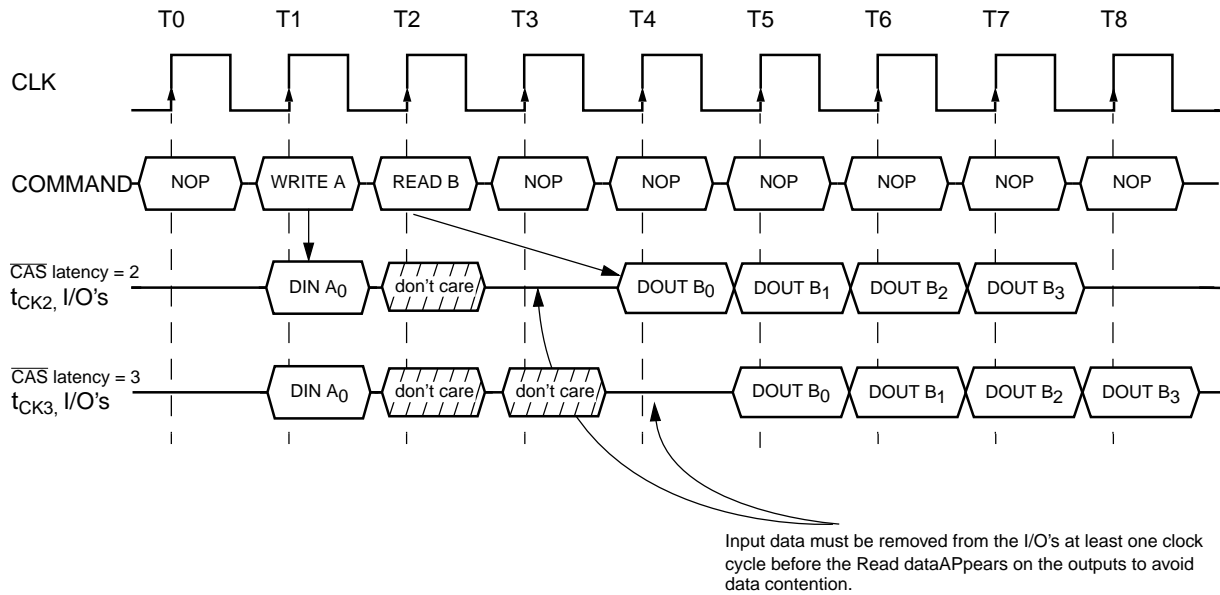 T0 T1 T2 T3 T4 T5 T6 T7 T8
CLK
COMMAND NOP WRITE A READ B NOP NOP NOP NOP NOP NOP
CAS latency = 2
tCK2, I/O's DIN A0 don't care DOUT B0 DOUT B1 DOUT B2 DOUT B3
CAS latency = 3
tCK3, I/O's DIN A0 don't care don't care DOUT B0 DOUT B1 DOUT B2 DOUT B3
Input data must be removed from the I/O's at least one clock
cycle before the Read dataAPpears on the outputs to avoid
data contention.